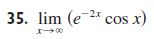 35. lim (e⁻²ˣ cos x)
x→∞